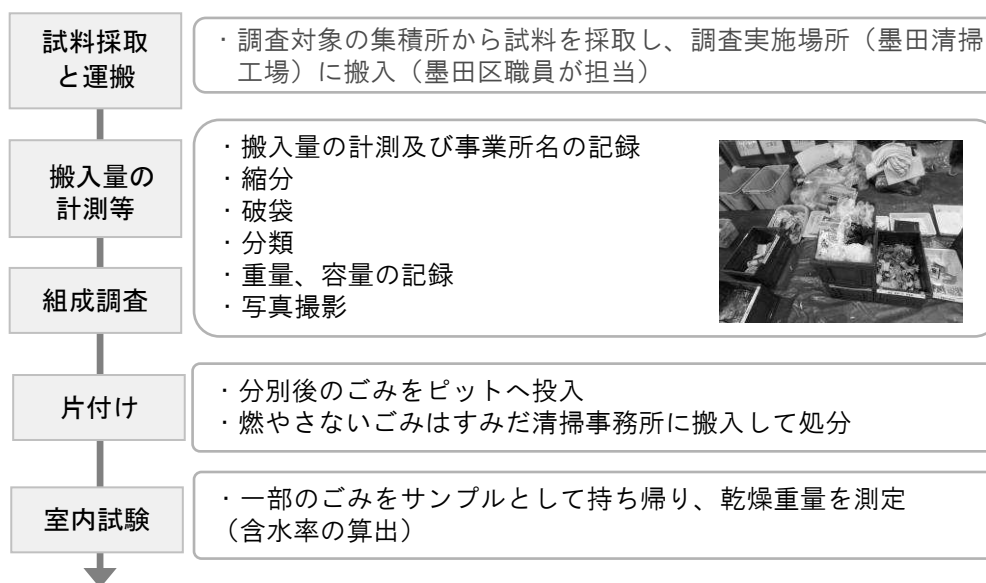 試料採取
と運搬
・調査対象の集積所から試料を採取し、調査実施場所（墨田清掃
工場）に搬入（墨田区職員が担当）
搬入量の
計測等
・搬入量の計測及び事業所名の記録
・縮分
・破袋
・分類
・重量、容量の記録
・写真撮影
組成調査
片付け
・分別後のごみをピットへ投入
・燃やさないごみはすみだ清掃事務所に搬入して処分
室内試験
・一部のごみをサンプルとして持ち帰り、乾燥重量を測定
（含水率の算出）